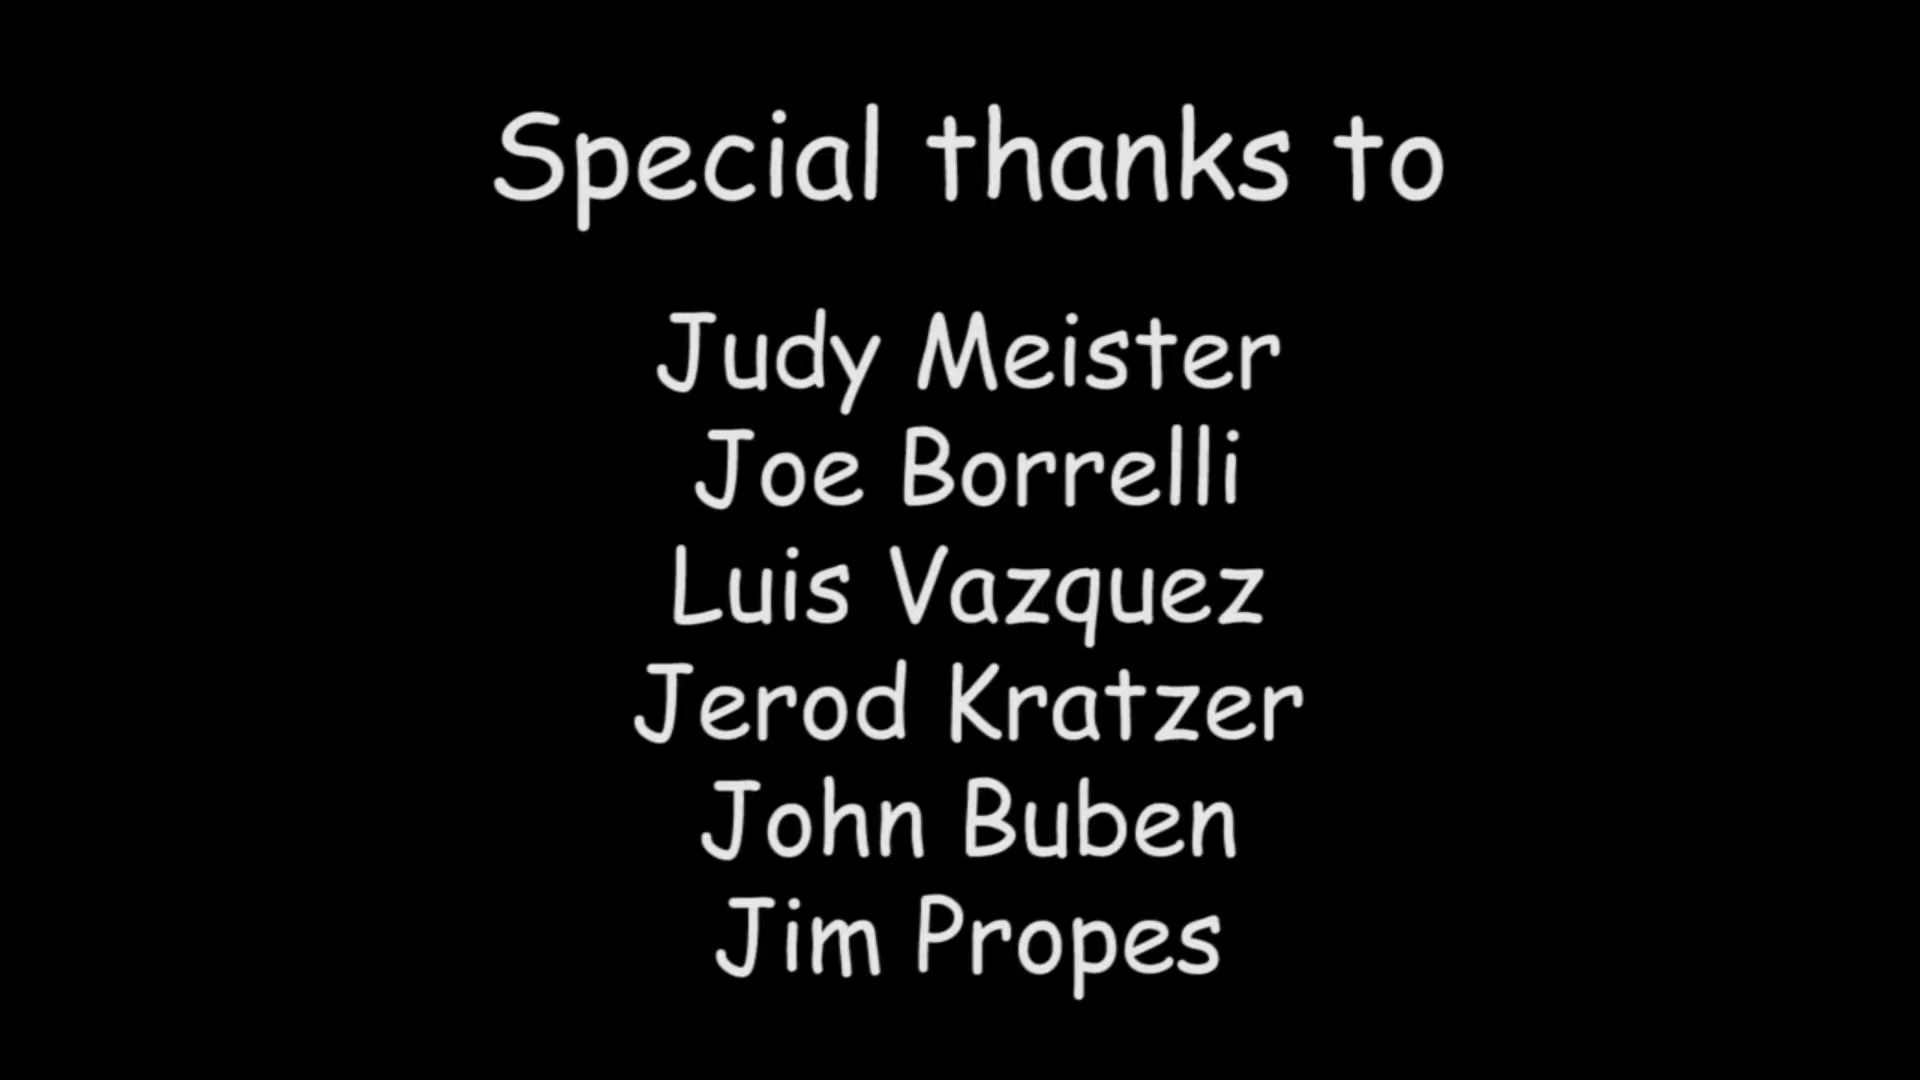 Special thanks to
Judy Meister
Joe Borrelli
Luis Vazquez
Jerod Kratzer
John Buben
Jim Propes